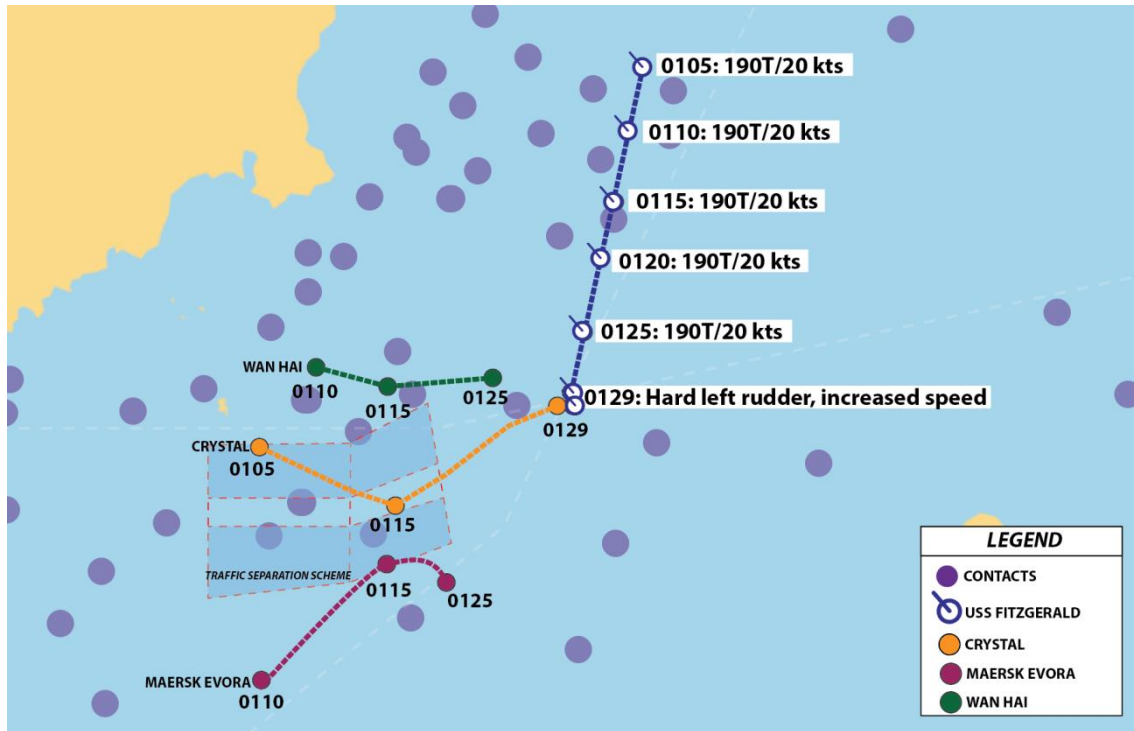 0105: 190T/20 kts
0110: 190T/20 kts
0115: 190T/20 kts
0120: 190T/20 kts
0125: 190T/20 kts
WAN HAI
0110
0115
0125
0129: Hard left rudder, increased speed
0129
CRYSTAL
0105
0115
TRAFFIC SEPARATION SCHEME
0115
0125
MAERSK EVORA
0110
LEGEND
CONTACTS
USS FITZGERALD
CRYSTAL
MAERSK EVORA
WAN HAI